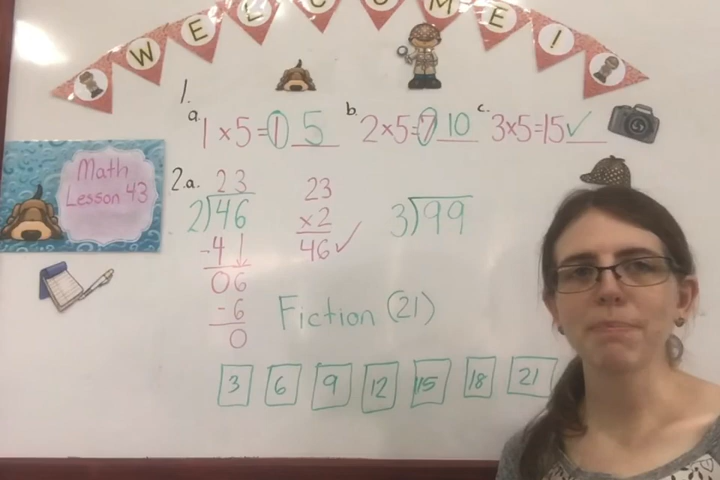 WELCOME!
1.
a. 1×5=1 5 b. 2×5=7 10 c. 3×5=15✓
Math
Lesson 43
2.a. 23
2)46
-4↓
06
-6
0
23
×2
46✓
3)99
Fiction (21)
3 6 9 12 15 18 21